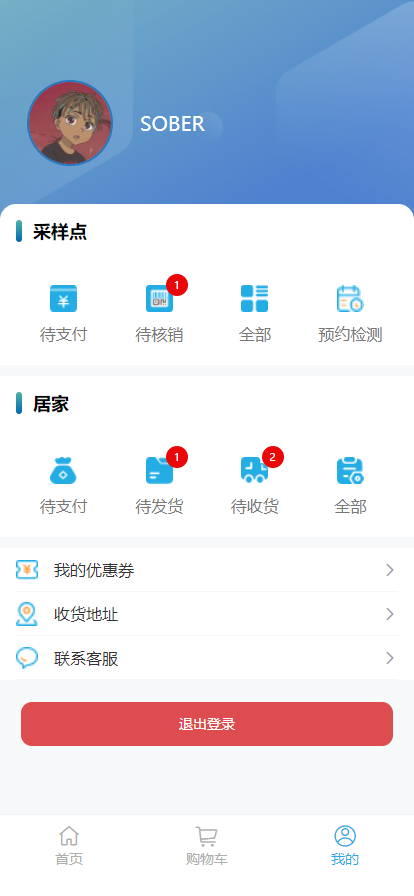 SOBER
采样点
1
待支付 待核销 全部 预约检测
居家
1 2
待支付 待发货 待收货 全部
我的优惠券
收货地址
联系客服
退出登录
首页 购物车 我的